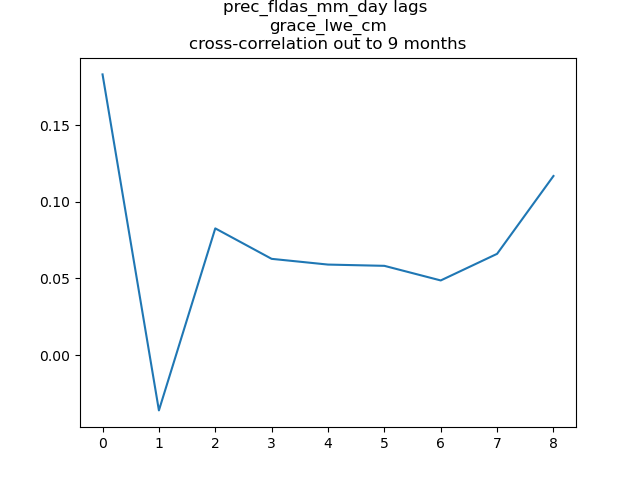 prec_fldas_mm_day lags
grace_lwe_cm
cross-correlation out to 9 months
0.15
0.10
0.05
0.00
0 1 2 3 4 5 6 7 8